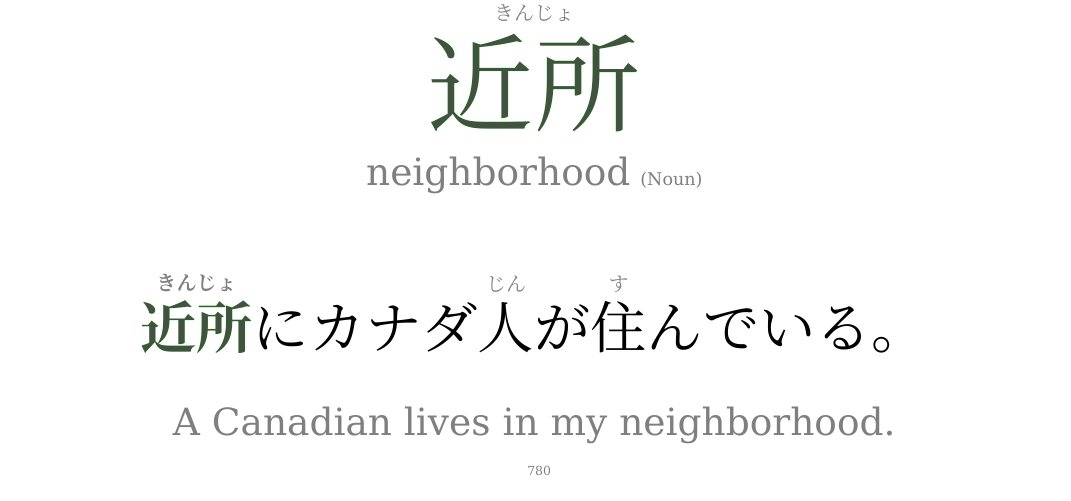 きんじょ
近所
neighborhood (Noun)
きんじょ じん す
近所にカナダ人が住んでいる。
A Canadian lives in my neighborhood.
780